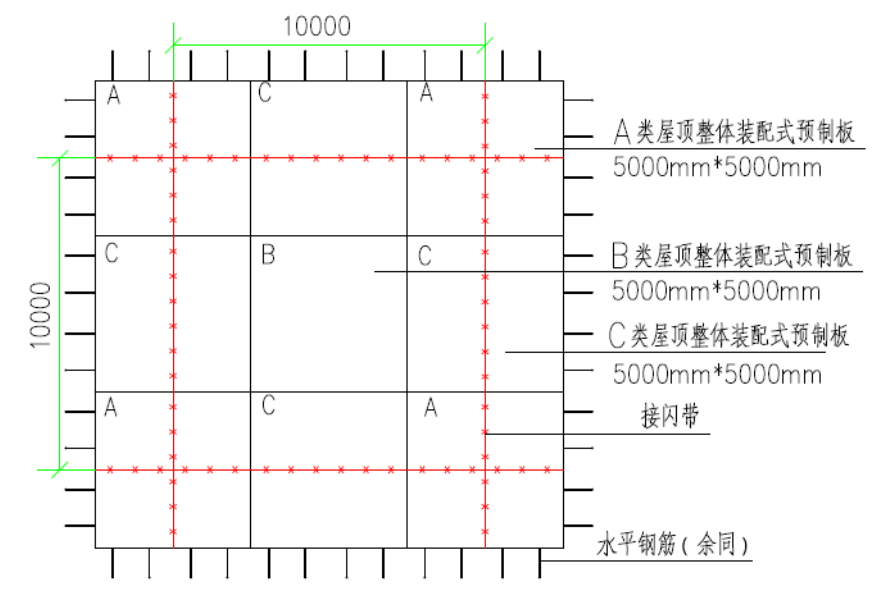 10000
A C A
A类屋顶整体装配式预制板
5000mm*5000mm
C B C
B类屋顶整体装配式预制板
5000mm*5000mm
10000
C类屋顶整体装配式预制板
5000mm*5000mm
A C A
接闪带
水平钢筋(余同)